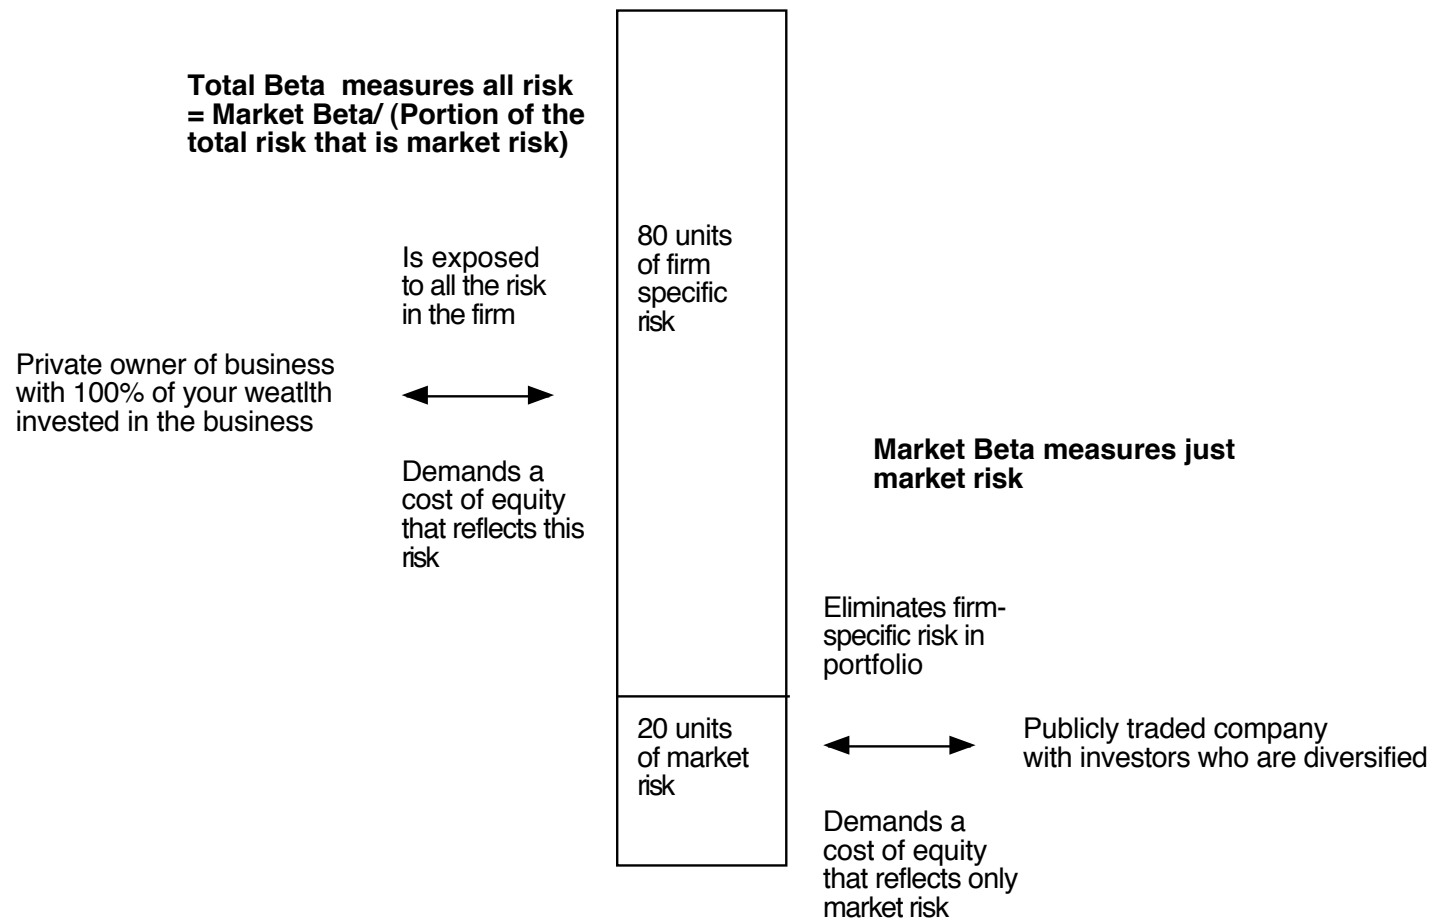 Total Beta measures all risk
= Market Beta/ (Portion of the
total risk that is market risk)
Is exposed
to all the risk
in the firm
Private owner of business
with 100% of your weatlth
invested in the business
Demands a
cost of equity
that reflects this
risk
80 units
of firm
specific
risk
20 units
of market
risk
Market Beta measures just
market risk
Eliminates firm-
specific risk in
portfolio
Publicly traded company
with investors who are diversified
Demands a
cost of equity
that reflects only
market risk